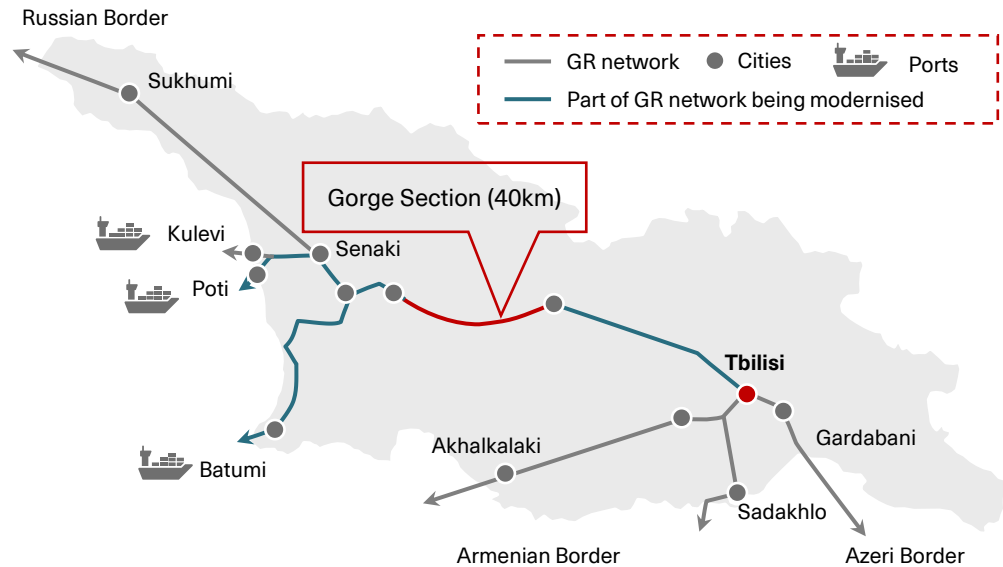 Russian Border
GR network
Cities
Ports
Part of GR network being modernised
Sukhumi
Gorge Section (40km)
Kulevi
Senaki
Poti
Tbilisi
Gardabani
Akhalkalaki
Batumi
Sadakhlo
Armenian Border
Azeri Border